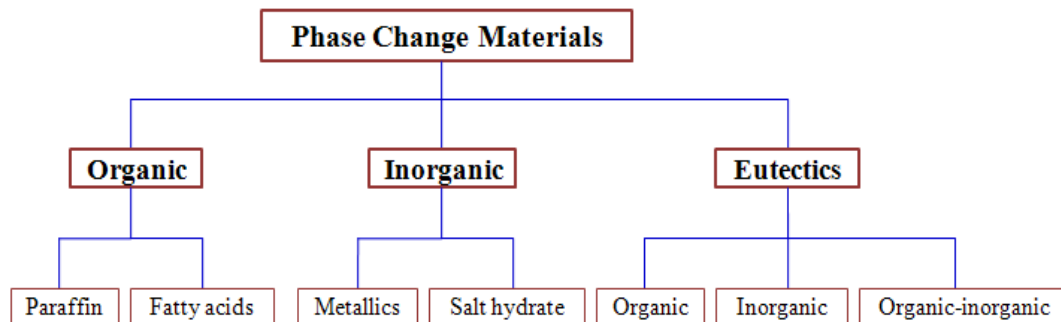 Phase Change Materials
Organic
Inorganic
Eutectics
Paraffin
Fatty acids
Metallics
Salt hydrate
Organic
Inorganic
Organic-inorganic